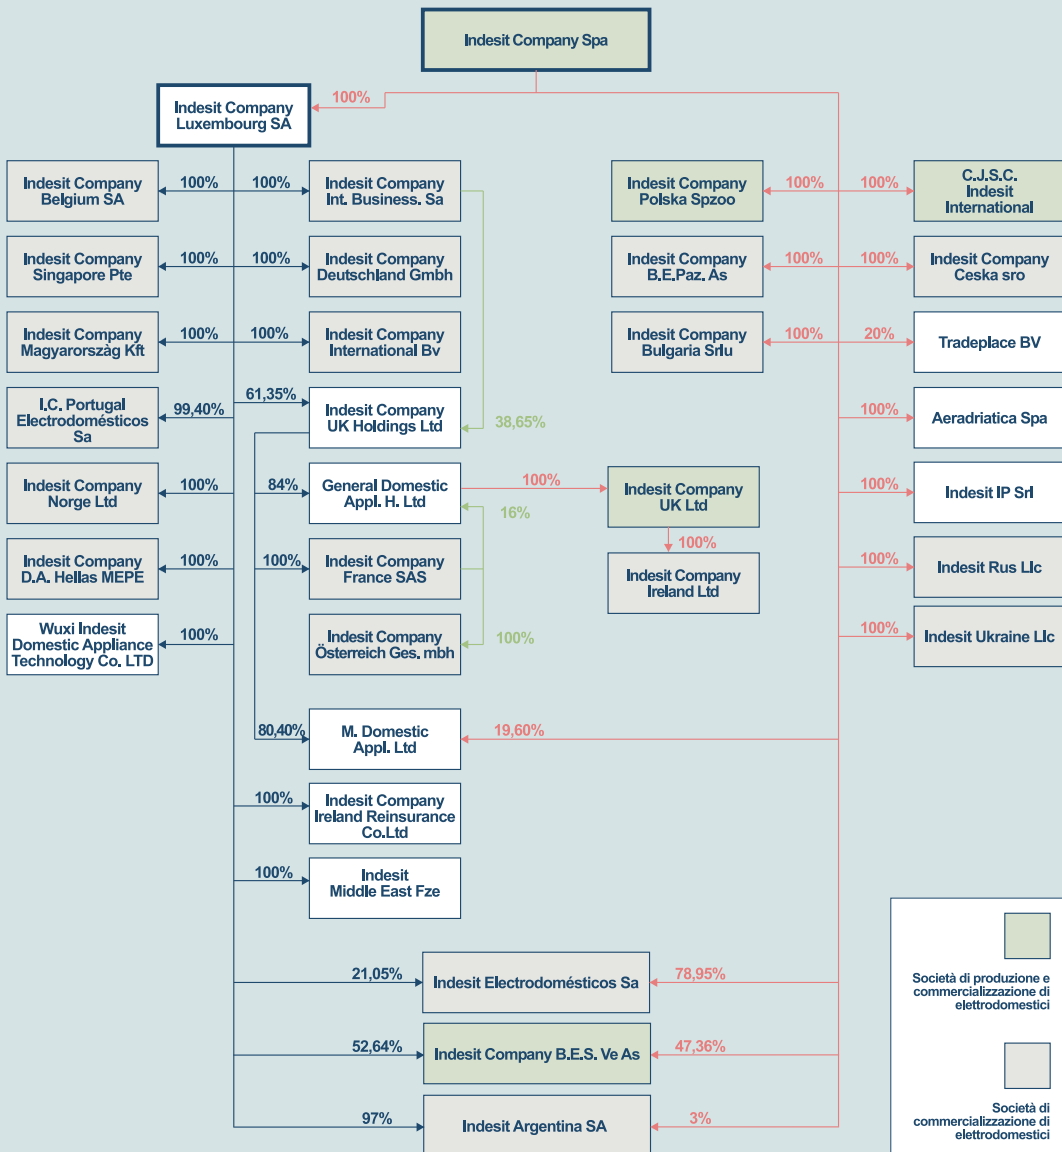 Indesit Company Spa
100%
Indesit Company
Luxembourg SA
Indesit Company
Belgium SA
100%
100%
Indesit Company
Int. Business. Sa
Indesit Company
Polska Spzoo
100%
100%
C.J.S.C.
Indesit
International
Indesit Company
Singapore Pte
100%
100%
Indesit Company
Deutschland Gmbh
Indesit Company
B.E.Paz. As
100%
100%
Indesit Company
Ceska sro
Indesit Company
Magyarorszàg Kft
100%
100%
Indesit Company
International Bv
Indesit Company
Bulgaria Srlu
100%
20%
Tradeplace BV
I.C. Portugal
Electrodomésticos
Sa
99,40%
61,35%
Indesit Company
UK Holdings Ltd
38,65%
100%
Aeradriatica Spa
Indesit Company
Norge Ltd
100%
84%
General Domestic
Appl. H. Ltd
16%
100%
Indesit Company
UK Ltd
100%
Indesit IP Srl
Indesit Company
D.A. Hellas MEPE
100%
100%
Indesit Company
France SAS
100%
Indesit Company
Ireland Ltd
100%
Indesit Rus Llc
Wuxi Indesit
Domestic Appliance
Technology Co. LTD
100%
Indesit Company
Österreich Ges. mbh
100%
100%
Indesit Ukraine Llc
80,40%
M. Domestic
Appl. Ltd
19,60%
100%
Indesit Company
Ireland Reinsurance
Co.Ltd
100%
Indesit
Middle East Fze
21,05%
Indesit Electrodomésticos Sa
78,95%
52,64%
Indesit Company B.E.S. Ve As
47,36%
97%
Indesit Argentina SA
3%
Società di produzione e
commercializzazione di
elettrodomestici
Società di
commercializzazione di
elettrodomestici